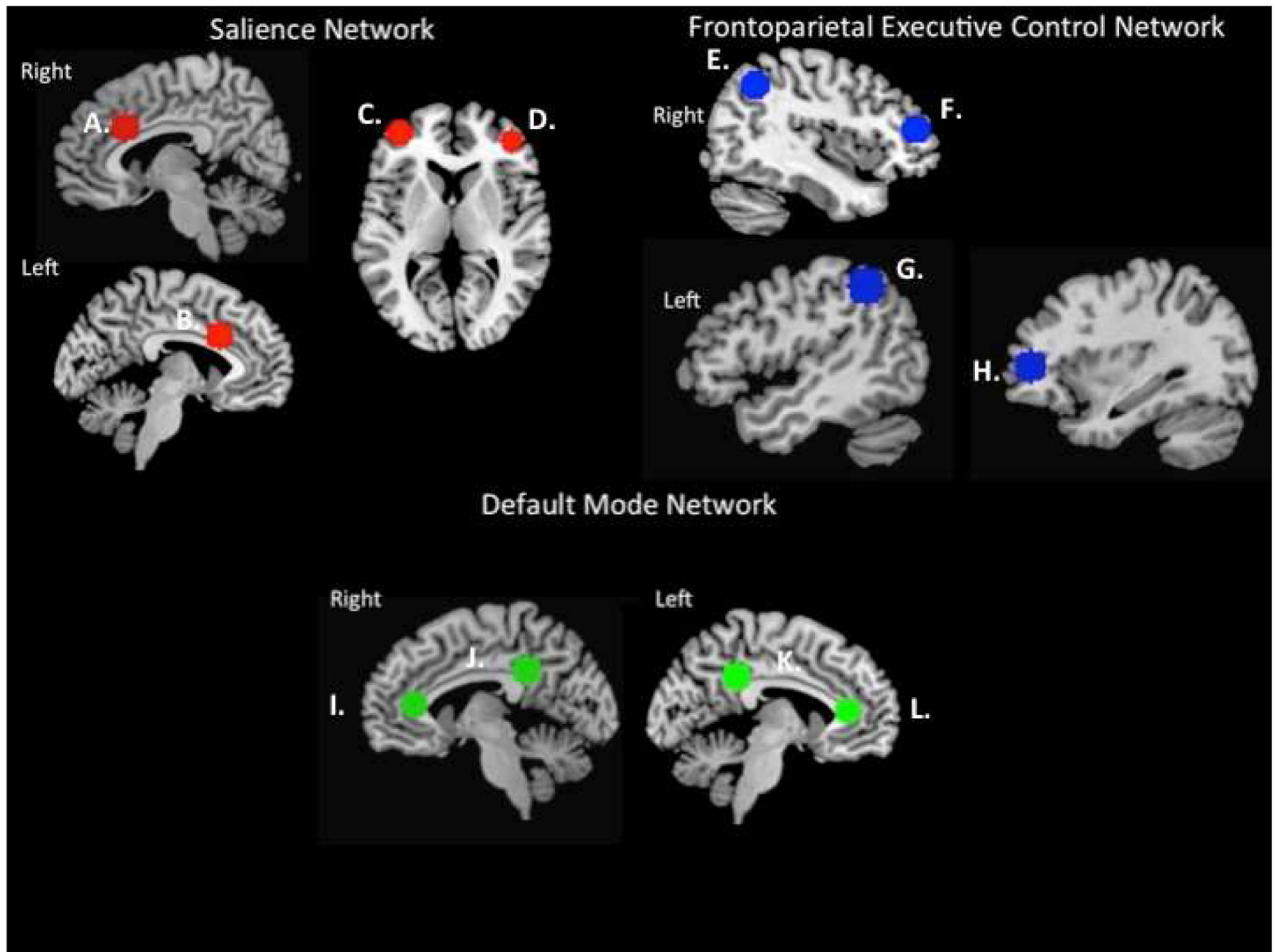 Salience Network
Frontoparietal Executive Control Network
Right
A.
C.
D.
E.
Right
F.
Left
B.
G.
Left
H.
Default Mode Network
Right
Left
J.
K.
I.
L.